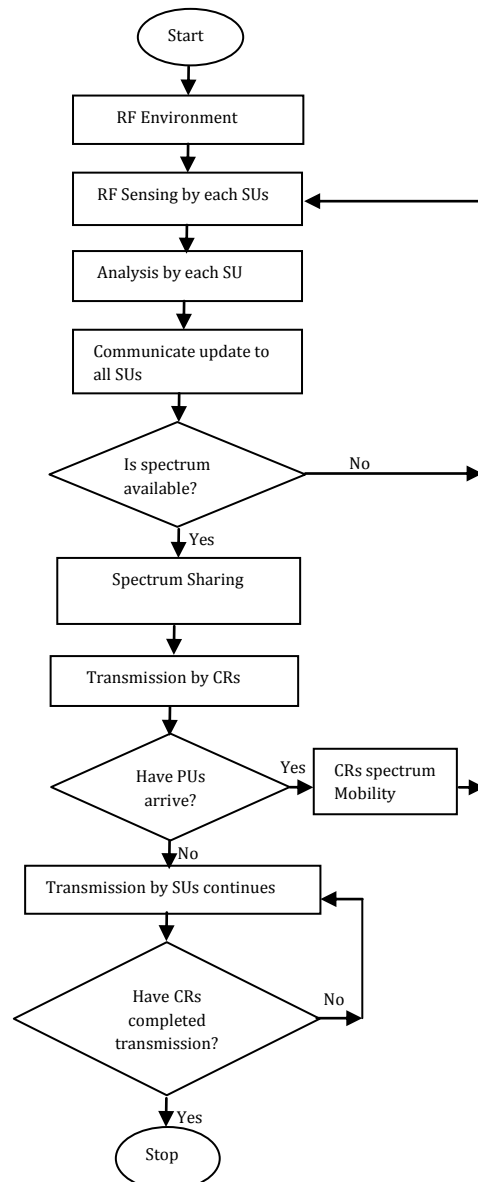 Start
RF Environment
RF Sensing by each SUs
Analysis by each SU
Communicate update to
all SUs
Is spectrum
available?
No
Yes
Spectrum Sharing
Transmission by CRs
Have PUs
arrive?
Yes
CRs spectrum
Mobility
No
Transmission by SUs continues
Have CRs
completed
transmission?
No
Yes
Stop